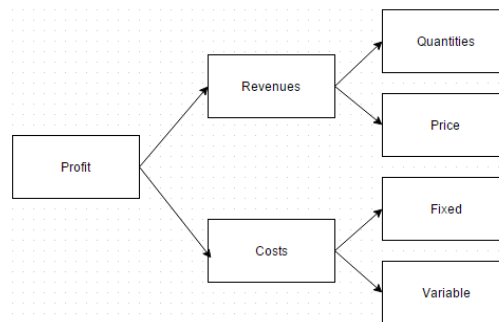 Quantities
Revenues
Price
Profit
Fixed
Costs
Variable